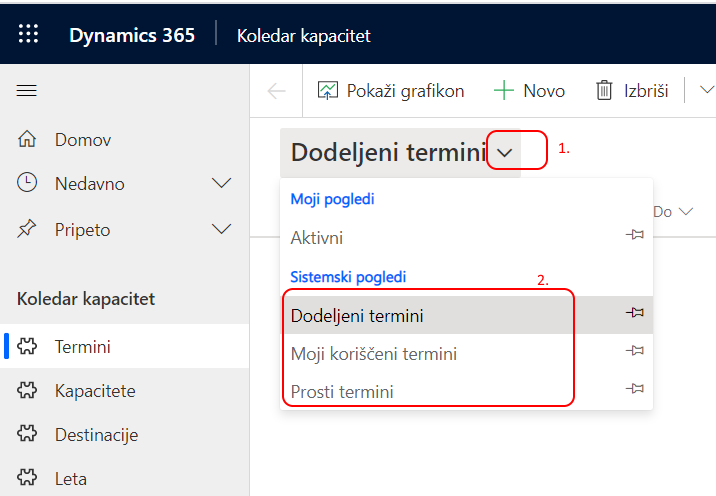 Dynamics 365 Koledar kapacitet
Pokaži grafikon Novo Izbriši
Domov
Nedavno
Pripeto
Koledar kapacitet
Termini
Kapacitete
Destinacije
Leta
Dodeljeni termini 1.
Moji pogledi
Do
Aktivni
Sistemski pogledi 2.
Dodeljeni termini
Moji koriščeni termini
Prosti termini